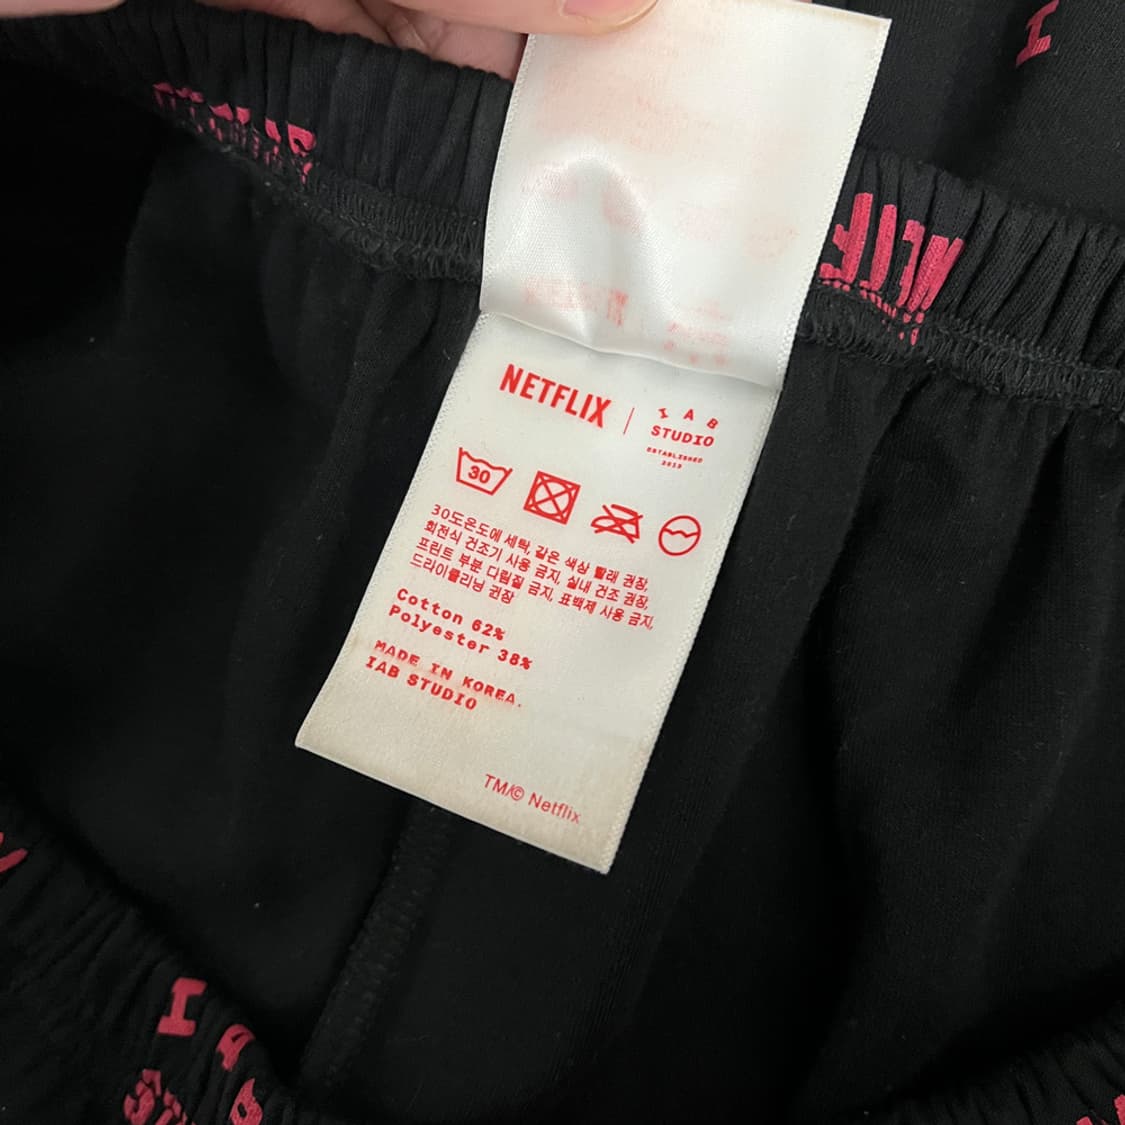 NETFLIX
I A B
STUDIO
ESTABLISHED
2013
30
30도온도에 세탁, 같은 색상 빨래 권장,
회전식 건조기 사용 금지, 실내 건조 권장,
프린트 부분 다림질 금지, 표백제 사용 금지,
드라이클리닝 권장
Cotton 62%
Polyester 38%
MADE IN KOREA.
IAB STUDIO
TM/© Netflix
I
A
B